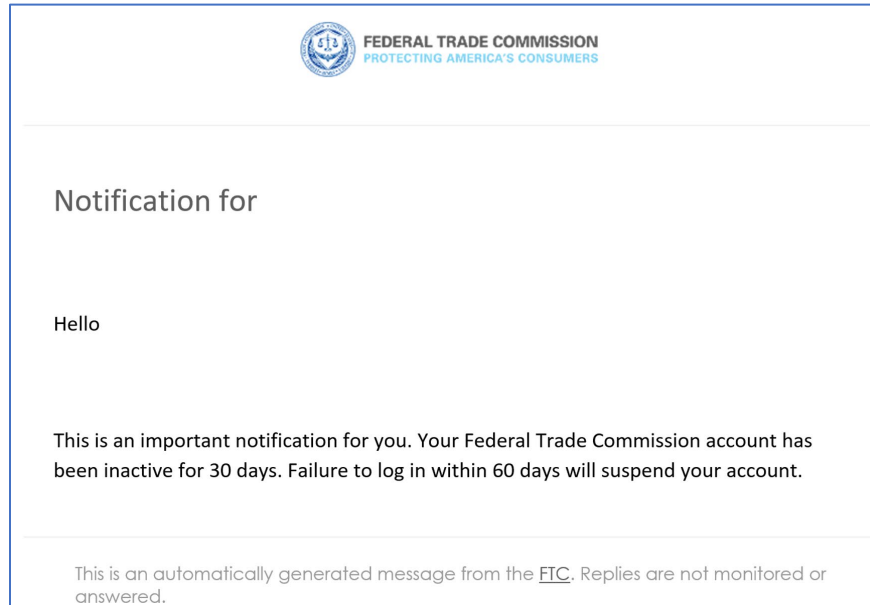 FEDERAL TRADE COMMISSION
PROTECTING AMERICA'S CONSUMERS
Notification for
Hello
This is an important notification for you. Your Federal Trade Commission account has
been inactive for 30 days. Failure to log in within 60 days will suspend your account.
This is an automatically generated message from the FTC. Replies are not monitored or
answered.